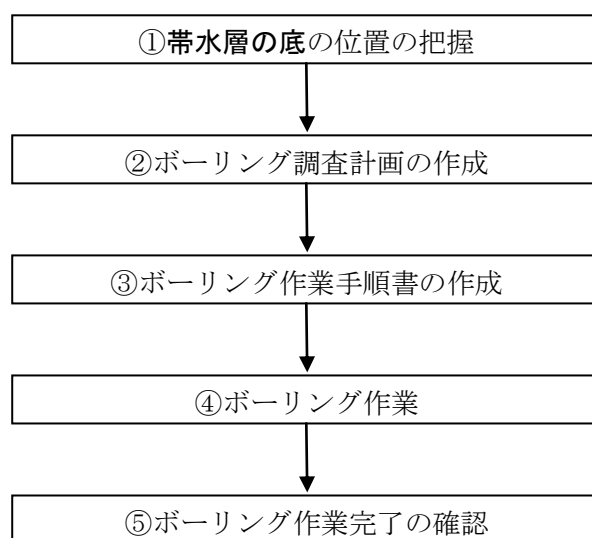 ①帯水層の底の位置の把握
②ボーリング調査計画の作成
③ボーリング作業手順書の作成
④ボーリング作業
⑤ボーリング作業完了の確認